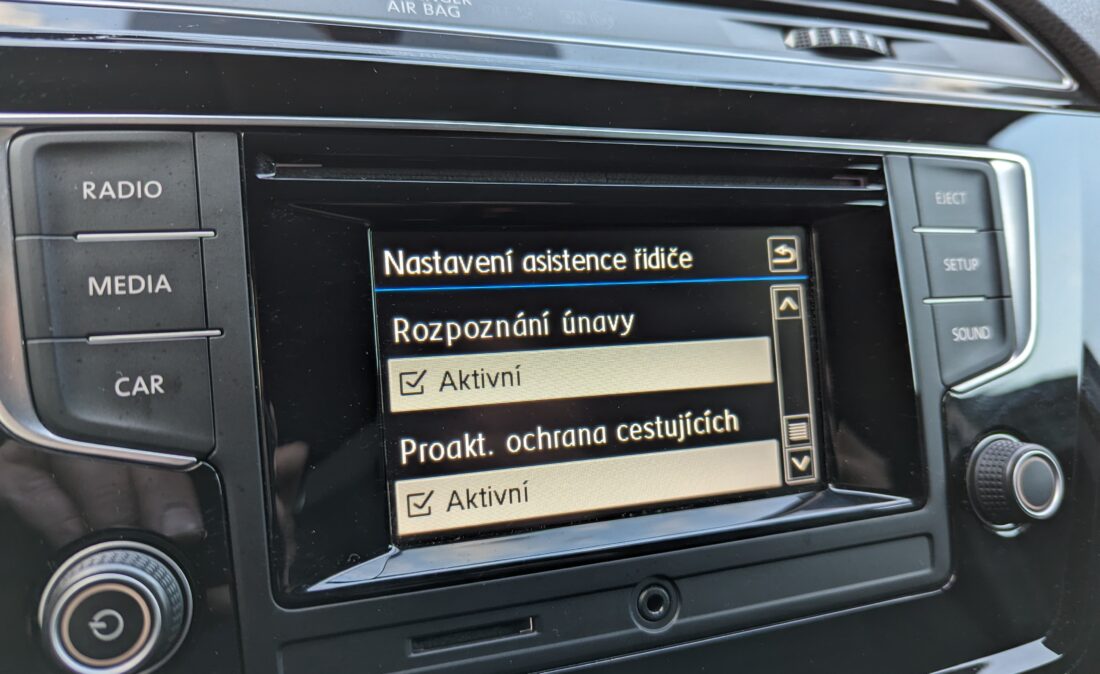 AIR BAG
RADIO
MEDIA
CAR
Nastavení asistence řidiče
Rozpoznání únavy
Aktivní
Proakt. ochrana cestujících
Aktivní
EJECT
SETUP
SOUND